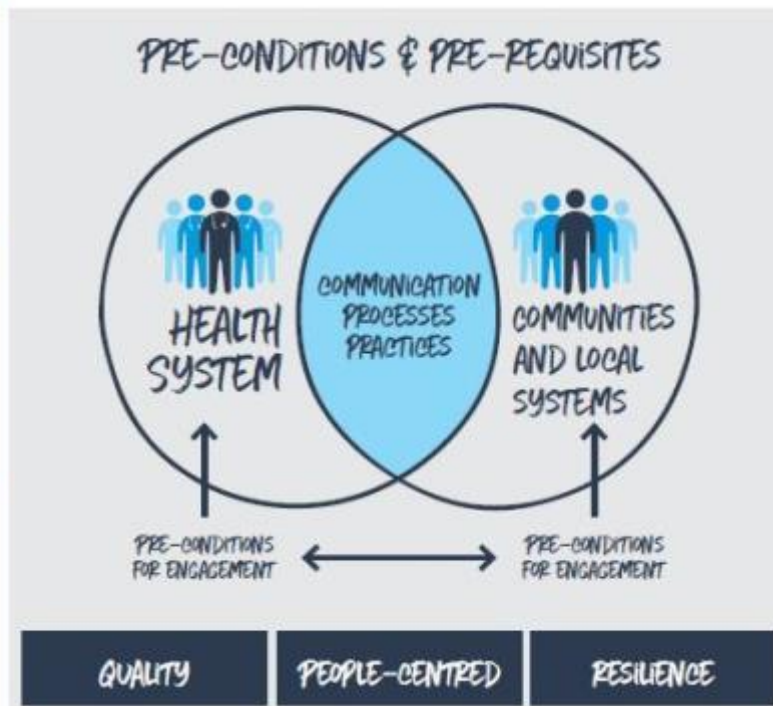 PRE-CONDITIONS & PRE-REQUISITES
HEALTH
SYSTEM
COMMUNICATION
PROCESSES
PRACTICES
COMMUNITIES
AND LOCAL
SYSTEMS
PRE-CONDITIONS
FOR ENGAGEMENT
PRE-CONDITIONS
FOR ENGAGEMENT
QUALITY
PEOPLE-CENTRED
RESILIENCE